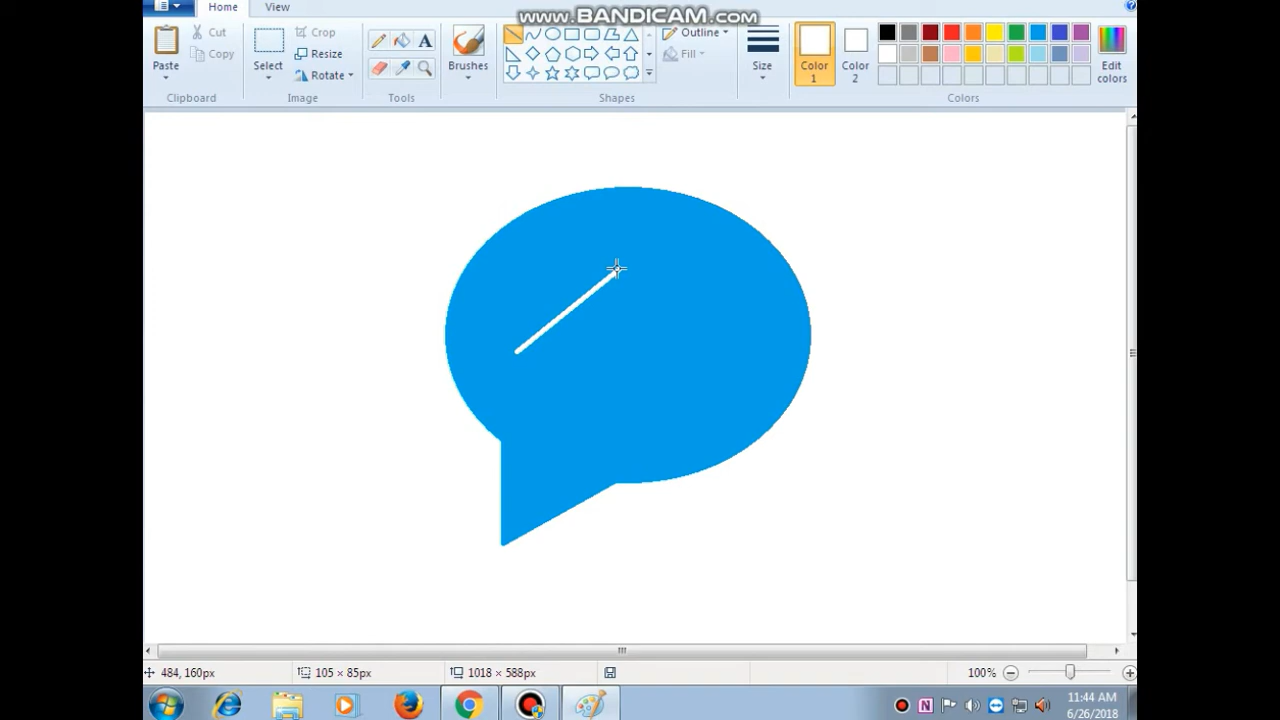 www.BANDICAM.com
Home View
Cut
Copy
Paste
Clipboard
Crop
Resize
Rotate
Select
Image
A
Tools
Brushes
Outline
Fill
Shapes
Size
Color 1
Color 2
Edit colors
Colors
484, 160px 105 × 85px 1018 × 588px 100%
11:44 AM
6/26/2018